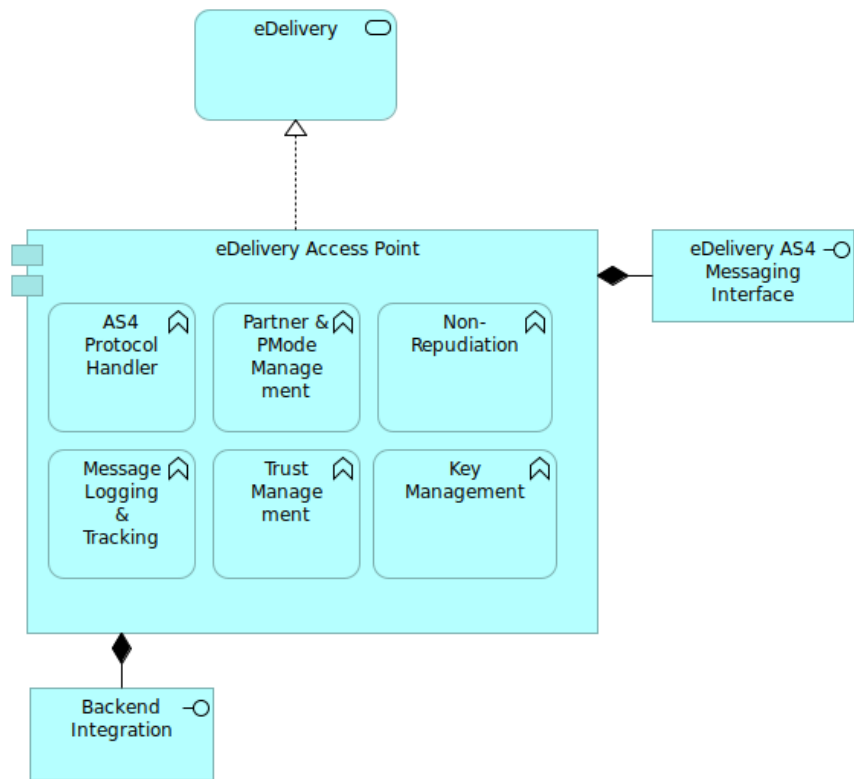 eDelivery
eDelivery Access Point
eDelivery AS4
Messaging
Interface
AS4
Protocol
Handler
Partner &
PMode
Manage
ment
Non-
Repudiation
Message
Logging
&
Tracking
Trust
Manage
ment
Key
Management
Backend
Integration